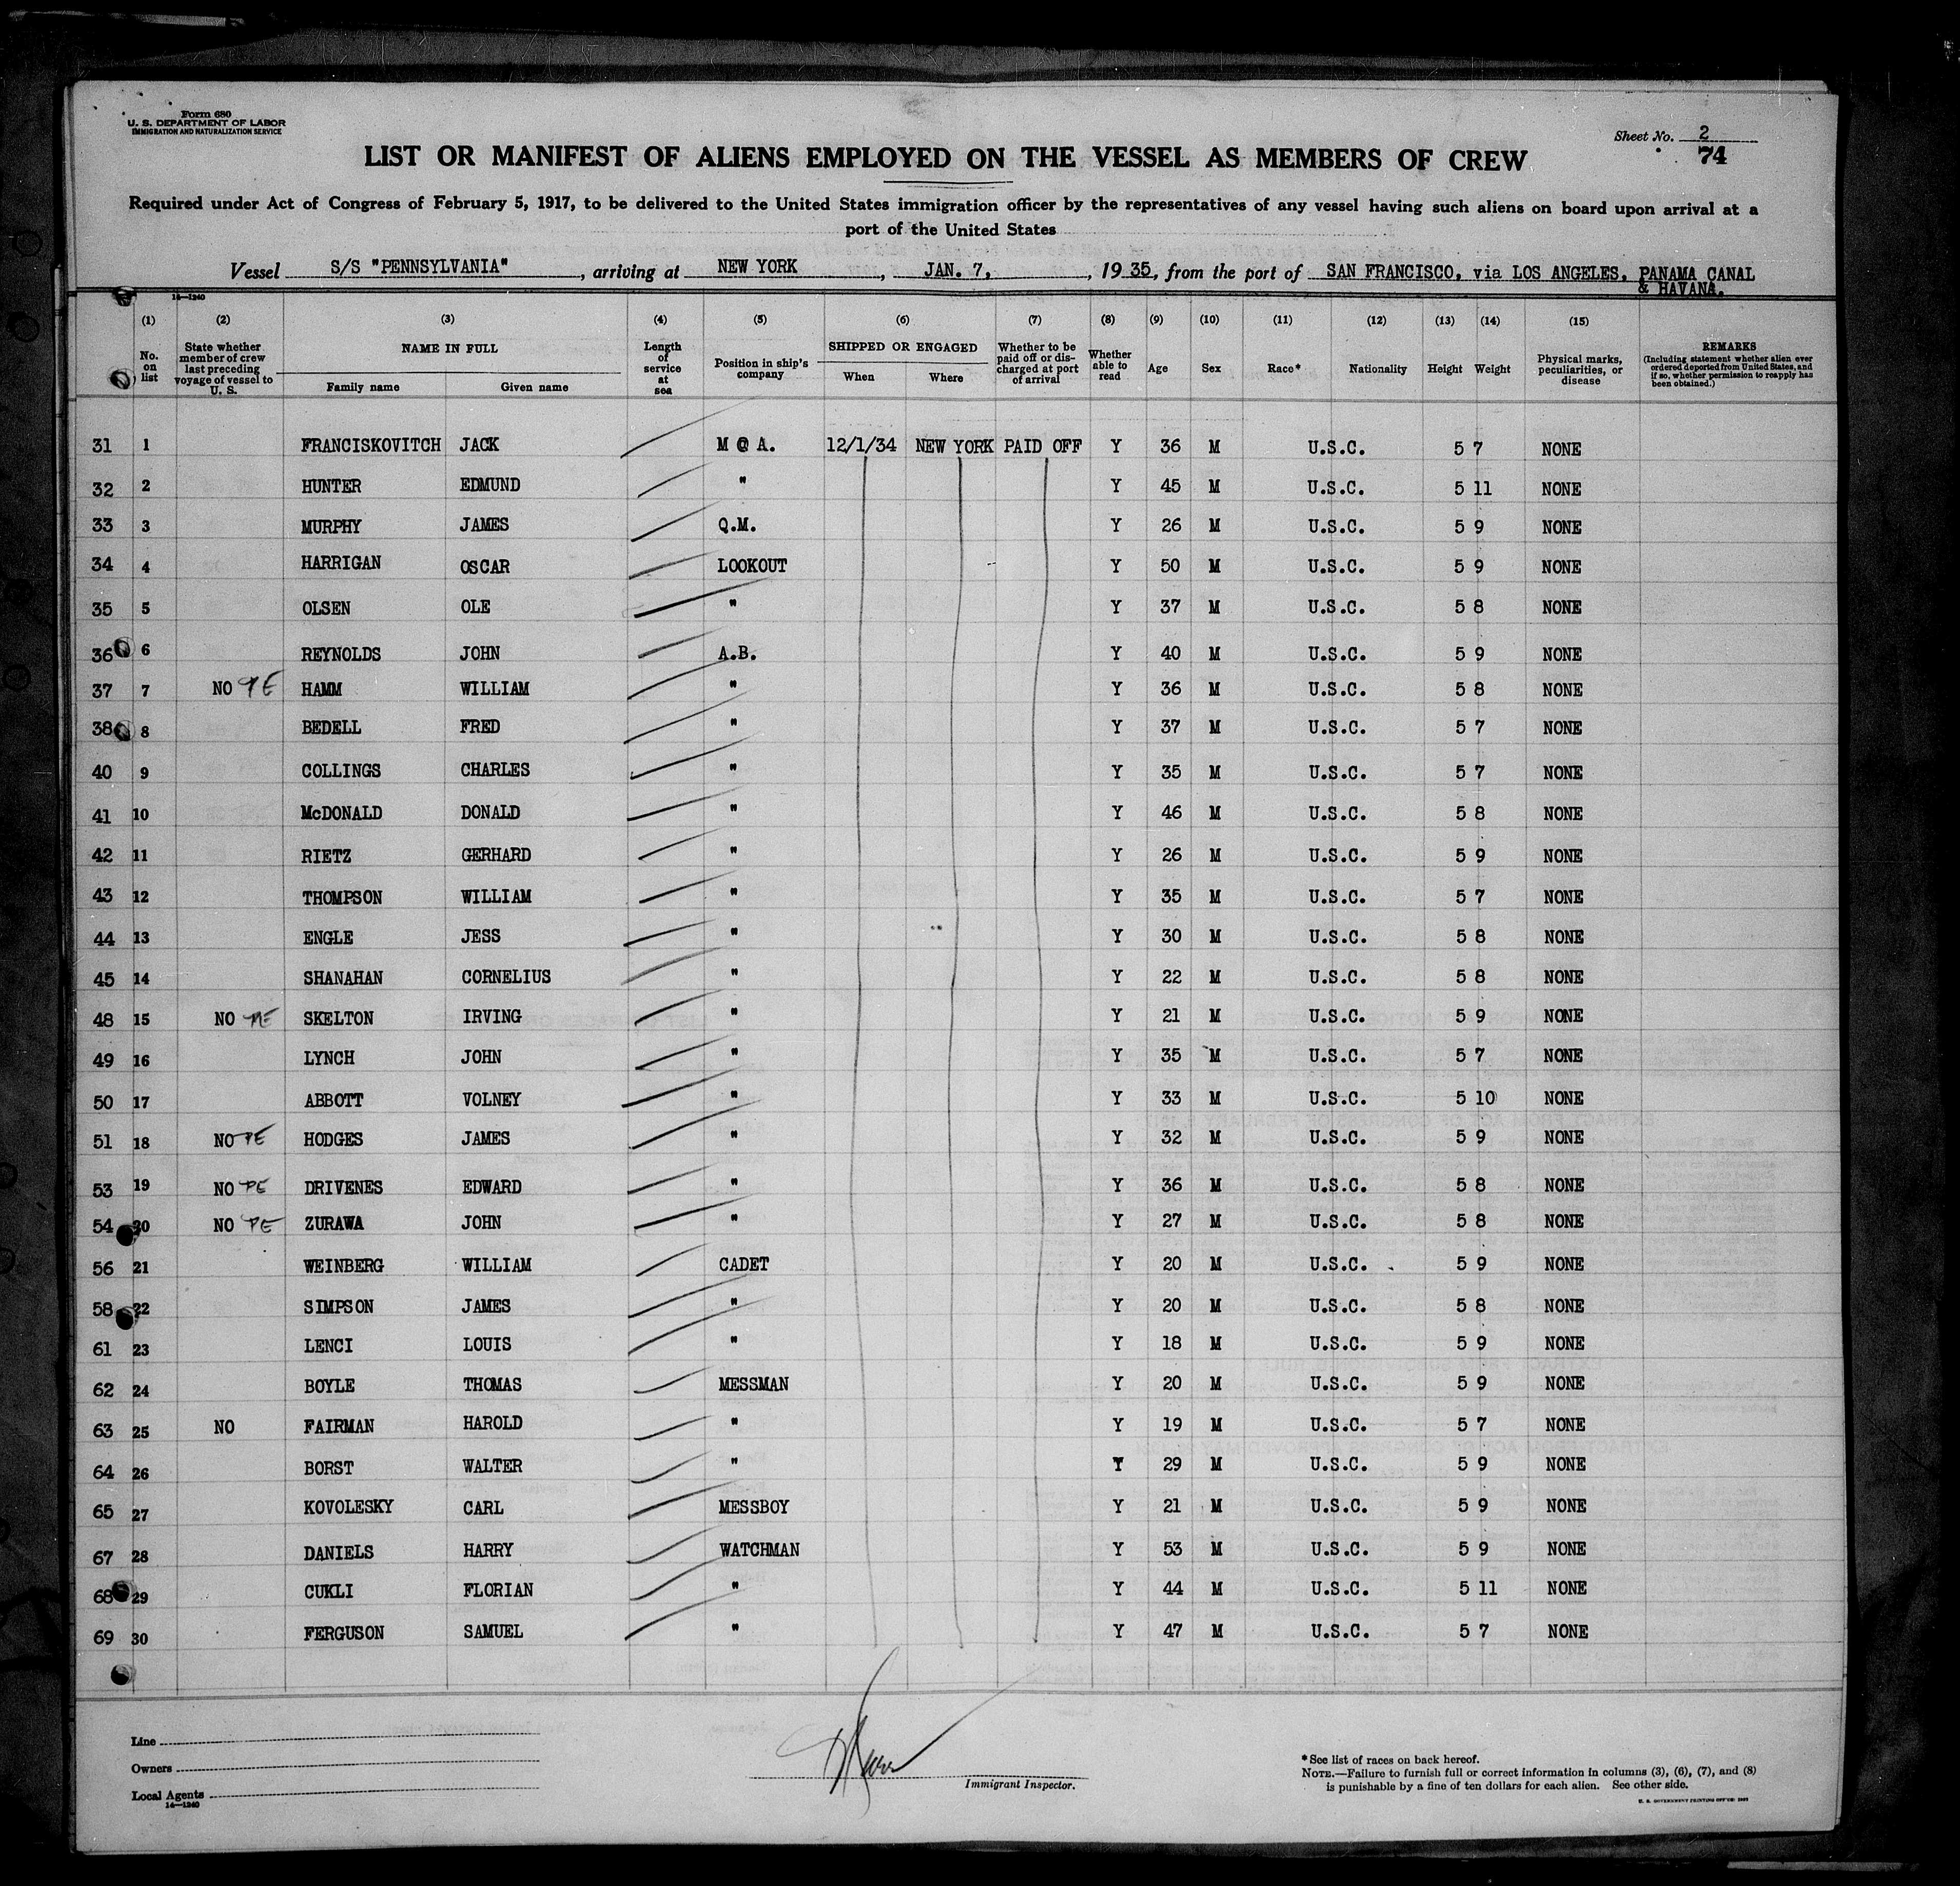 Form 680
U. S. DEPARTMENT OF LABOR
IMMIGRATION AND NATURALIZATION SERVICE
Sheet No. 2
74
LIST OR MANIFEST OF ALIENS EMPLOYED ON THE VESSEL AS MEMBERS OF CREW
Required under Act of Congress of February 5, 1917, to be delivered to the United States immigration officer by the representatives of any vessel having such aliens on board upon arrival at a
port of the United States
Vessel S/S "PENNSYLVANIA", arriving at NEW YORK, JAN. 7, , 1935, from the port of SAN FRANCISCO, via LOS ANGELES, PANAMA CANAL
& HAVANA.
14—1240
(1) (2) (3) (4) (5) (6) (7) (8) (9) (10) (11) (12) (13) (14) (15)
No. on list
State whether member of crew last preceding voyage of vessel to U. S.
NAME IN FULL
Family name Given name
Length of service at sea
Position in ship's company
SHIPPED OR ENGAGED
When Where
Whether to be paid off or discharged at port of arrival
Whether able to read
Age Sex Race* Nationality Height Weight
Physical marks, peculiarities, or disease
REMARKS
(Including statement whether alien ever ordered deported from United States, and if so, whether permission to reapply has been obtained.)
31 1 FRANCISKOVITCH JACK M @ A. 12/1/34 NEW YORK PAID OFF Y 36 M U.S.C. 5 7 NONE
32 2 HUNTER EDMUND " Y 45 M U.S.C. 5 11 NONE
33 3 MURPHY JAMES Q.M. Y 26 M U.S.C. 5 9 NONE
34 4 HARRIGAN OSCAR LOOKOUT Y 50 M U.S.C. 5 9 NONE
35 5 OLSEN OLE " Y 37 M U.S.C. 5 8 NONE
36 6 REYNOLDS JOHN A.B. Y 40 M U.S.C. 5 9 NONE
37 7 NO PE HAMM WILLIAM " Y 36 M U.S.C. 5 8 NONE
38 8 BEDELL FRED " Y 37 M U.S.C. 5 7 NONE
40 9 COLLINGS CHARLES " Y 35 M U.S.C. 5 7 NONE
41 10 McDONALD DONALD " Y 46 M U.S.C. 5 8 NONE
42 11 RIETZ GERHARD " Y 26 M U.S.C. 5 9 NONE
43 12 THOMPSON WILLIAM " Y 35 M U.S.C. 5 7 NONE
44 13 ENGLE JESS " Y 30 M U.S.C. 5 8 NONE
45 14 SHANAHAN CORNELIUS " Y 22 M U.S.C. 5 8 NONE
48 15 NO PE SKELTON IRVING " Y 21 M U.S.C. 5 9 NONE
49 16 LYNCH JOHN " Y 35 M U.S.C. 5 7 NONE
50 17 ABBOTT VOLNEY " Y 33 M U.S.C. 5 10 NONE
51 18 NO PE HODGES JAMES " Y 32 M U.S.C. 5 9 NONE
53 19 NO PE DRIVENES EDWARD " Y 36 M U.S.C. 5 8 NONE
54 20 NO PE ZURAWA JOHN " Y 27 M U.S.C. 5 8 NONE
56 21 WEINBERG WILLIAM CADET Y 20 M U.S.C. 5 9 NONE
58 22 SIMPSON JAMES " Y 20 M U.S.C. 5 8 NONE
61 23 LENCI LOUIS " Y 18 M U.S.C. 5 9 NONE
62 24 BOYLE THOMAS MESSMAN Y 20 M U.S.C. 5 9 NONE
63 25 NO FAIRMAN HAROLD " Y 19 M U.S.C. 5 7 NONE
64 26 BORST WALTER " Y 29 M U.S.C. 5 9 NONE
65 27 KOVOLESKY CARL MESSBOY Y 21 M U.S.C. 5 9 NONE
67 28 DANIELS HARRY WATCHMAN Y 53 M U.S.C. 5 9 NONE
68 29 CUKLI FLORIAN " Y 44 M U.S.C. 5 11 NONE
69 30 FERGUSON SAMUEL " Y 47 M U.S.C. 5 7 NONE
Line
Owners
Local Agents
14—1240
Immigrant Inspector.
*See list of races on back hereof.
NOTE.—Failure to furnish full or correct information in columns (3), (6), (7), and (8)
is punishable by a fine of ten dollars for each alien. See other side.